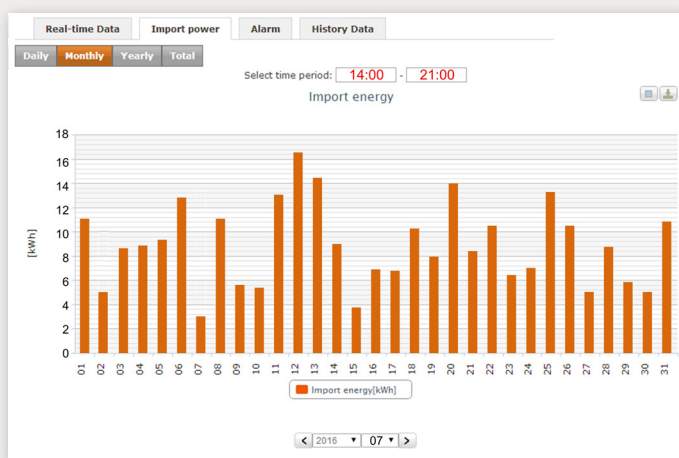 Real-time Data Import power Alarm History Data
Daily Monthly Yearly Total
Select time period: 14:00 - 21:00
Import energy
[kWh]
18
16
14
12
10
8
6
4
2
0
01 02 03 04 05 06 07 08 09 10 11 12 13 14 15 16 17 18 19 20 21 22 23 24 25 26 27 28 29 30 31
Import energy[kWh]
< 2016 07 >